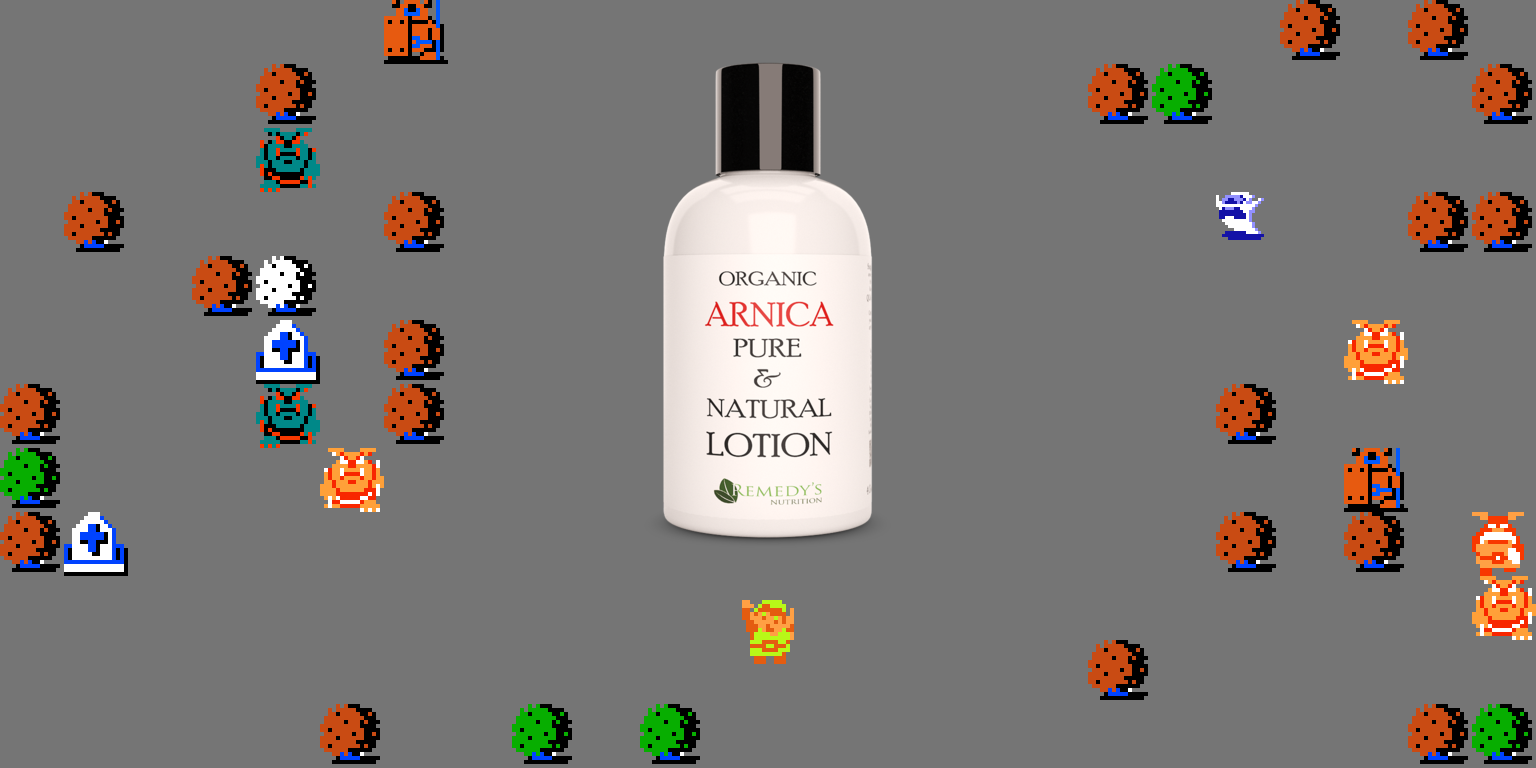 ORGANIC
ARNICA
PURE
&
NATURAL
LOTION
REMEDY'S
NUTRITION